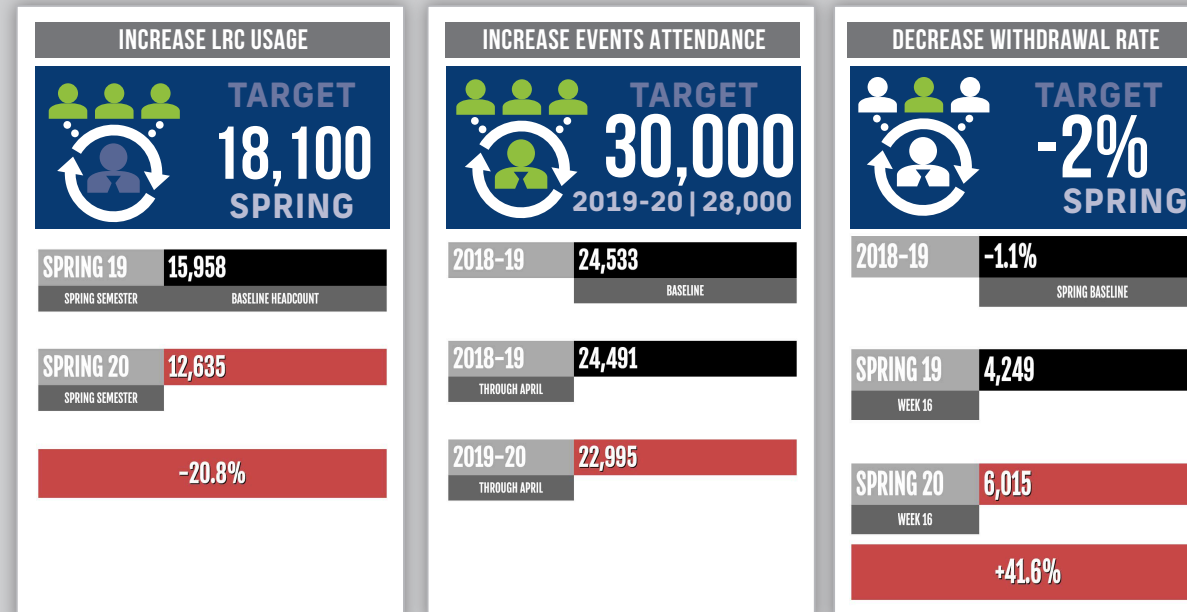 INCREASE LRC USAGE
TARGET
18,100
SPRING
SPRING 19 15,958
SPRING SEMESTER BASELINE HEADCOUNT
SPRING 20 12,635
SPRING SEMESTER
-20.8%
INCREASE EVENTS ATTENDANCE
TARGET
30,000
2019-20 | 28,000
2018-19 24,533
BASELINE
2018-19 24,491
THROUGH APRIL
2019-20 22,995
THROUGH APRIL
DECREASE WITHDRAWAL RATE
TARGET
-2%
SPRING
2018-19 -1.1%
SPRING BASELINE
SPRING 19 4,249
WEEK 16
SPRING 20 6,015
WEEK 16
+41.6%